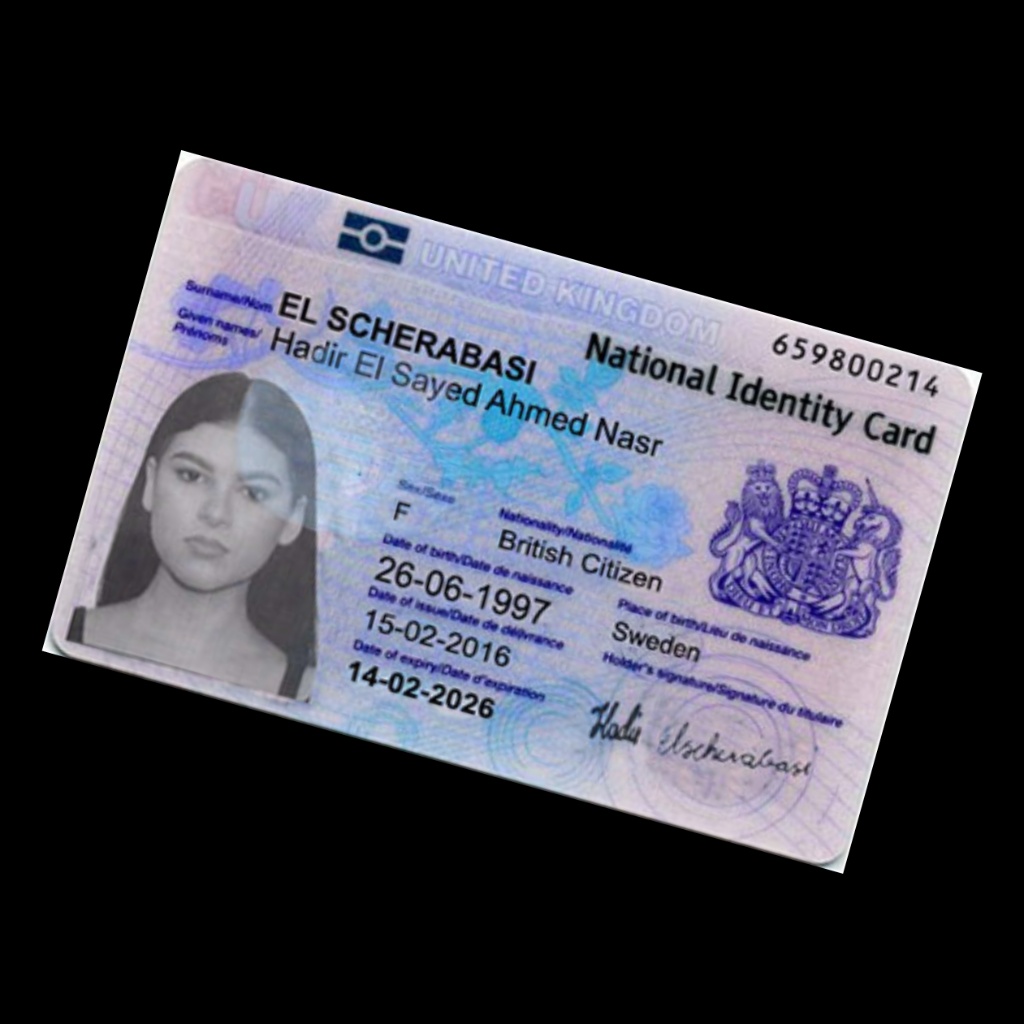 UNITED KINGDOM
659800214
National Identity Card
Surname/Nom EL SCHERABASI
Given names/
Prénoms
Hadir El Sayed Ahmed Nasr
Sex/Sexe
F
Nationality/Nationalité
British Citizen
Date of birth/Date de naissance
26-06-1997
Place of birth/Lieu de naissance
Sweden
Date of issue/Date de délivrance
15-02-2016
Holder's signature/Signature du titulaire
Date of expiry/Date d'expiration
14-02-2026
Hadir Elscherabasi